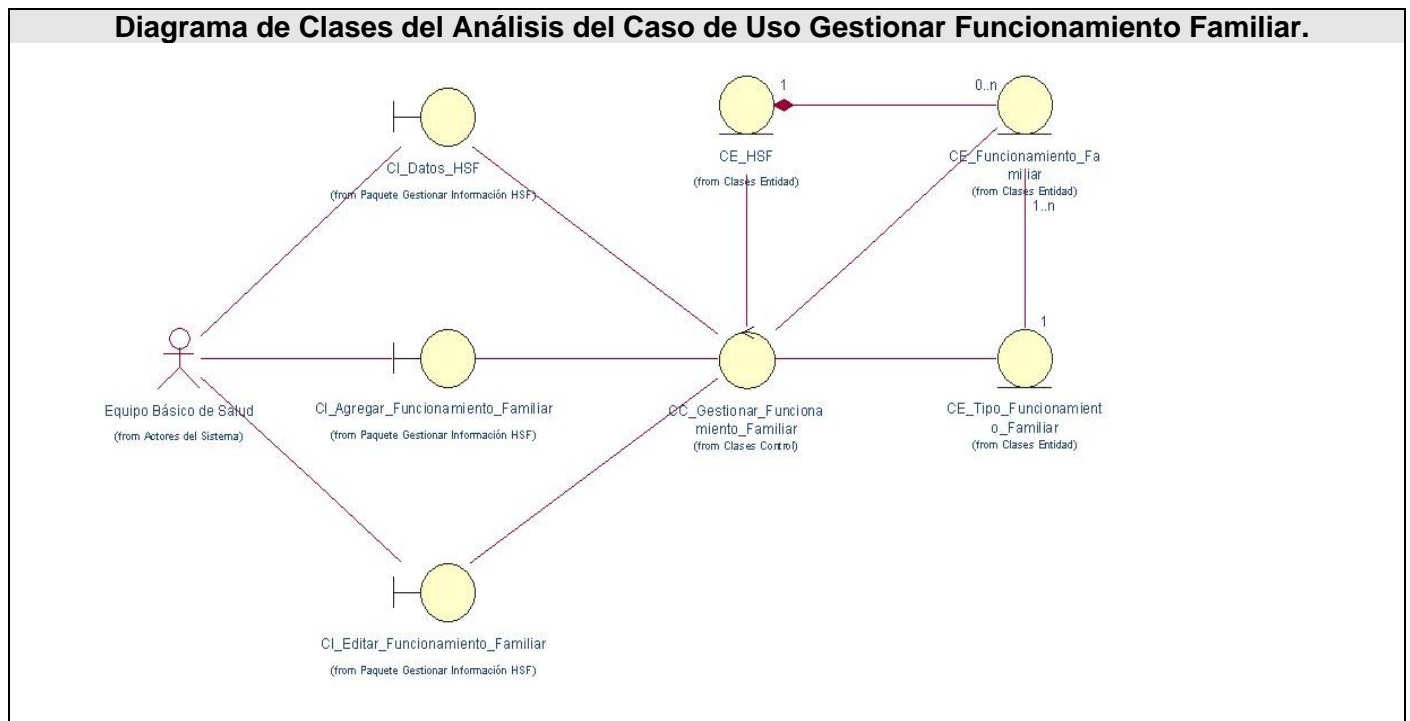 Diagrama de Clases del Análisis del Caso de Uso Gestionar Funcionamiento Familiar.
1
0..n
CI_Datos_HSF
(from Paquete Gestionar Información HSF)
CE_HSF
(from Clases Entidad)
CE_Funcionamiento_Fa
miliar
(from Clases Entidad)
1..n
1
Equipo Básico de Salud
(from Actores del Sistema)
CI_Agregar_Funcionamiento_Familiar
(from Paquete Gestionar Información HSF)
CC_Gestionar_Funciona
miento_Familiar
(from Clases Control)
CE_Tipo_Funcionamient
o_Familiar
(from Clases Entidad)
CI_Editar_Funcionamiento_Familiar
(from Paquete Gestionar Información HSF)